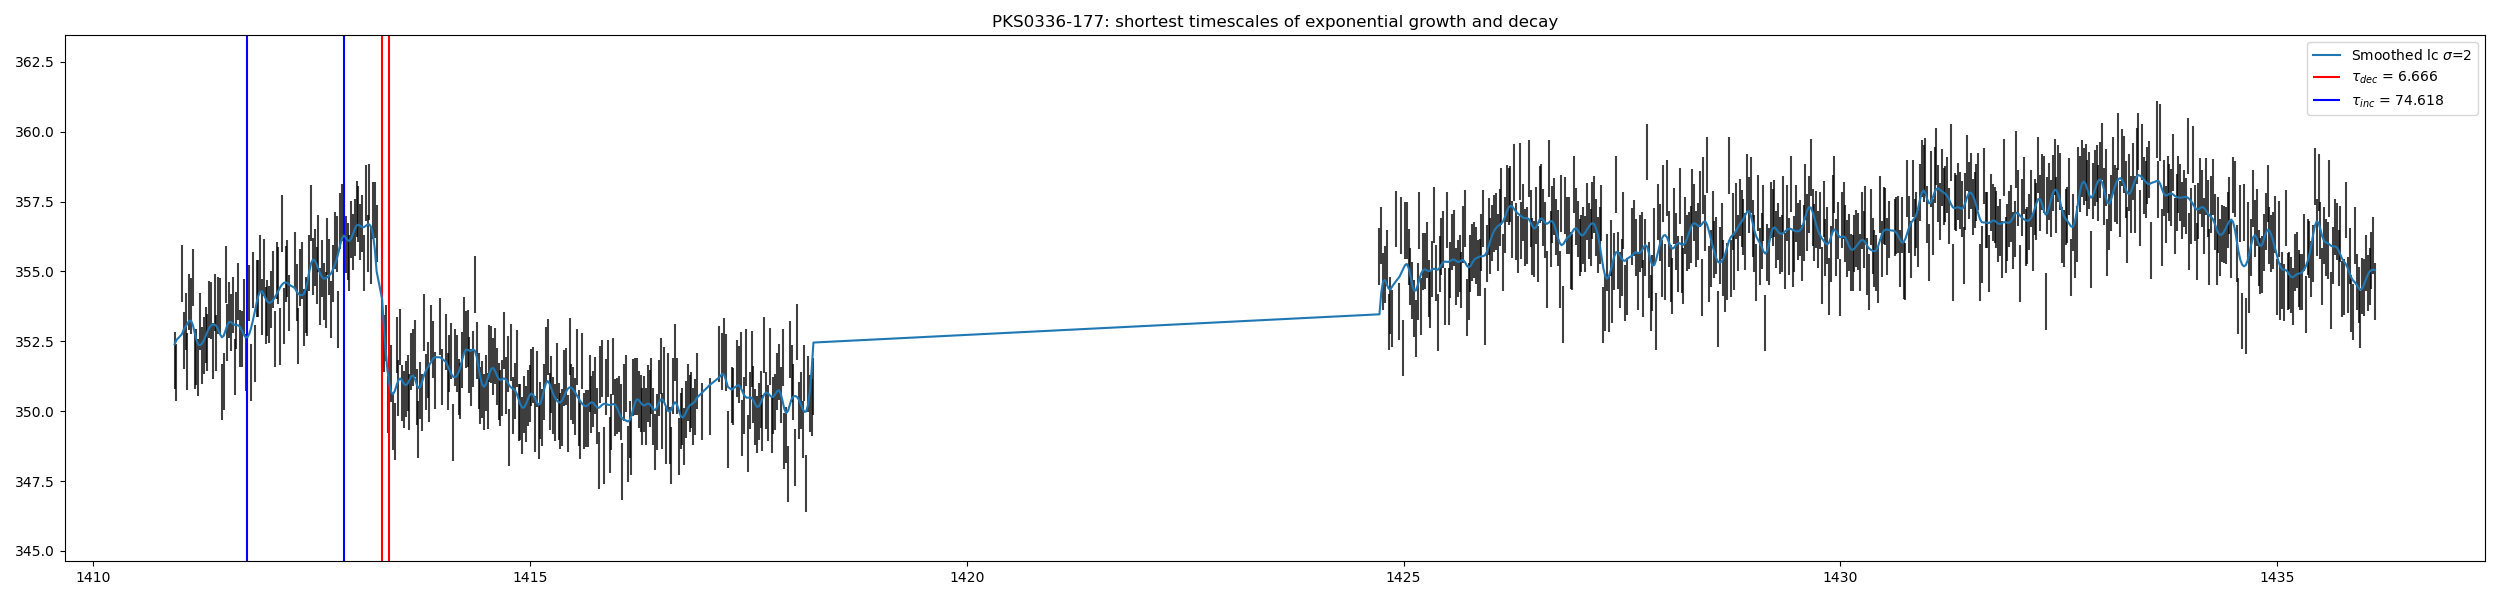 PKS0336-177: shortest timescales of exponential growth and decay
Smoothed lc σ=2
τdec = 6.666
τinc = 74.618
362.5
360.0
357.5
355.0
352.5
350.0
347.5
345.0
1410 1415 1420 1425 1430 1435